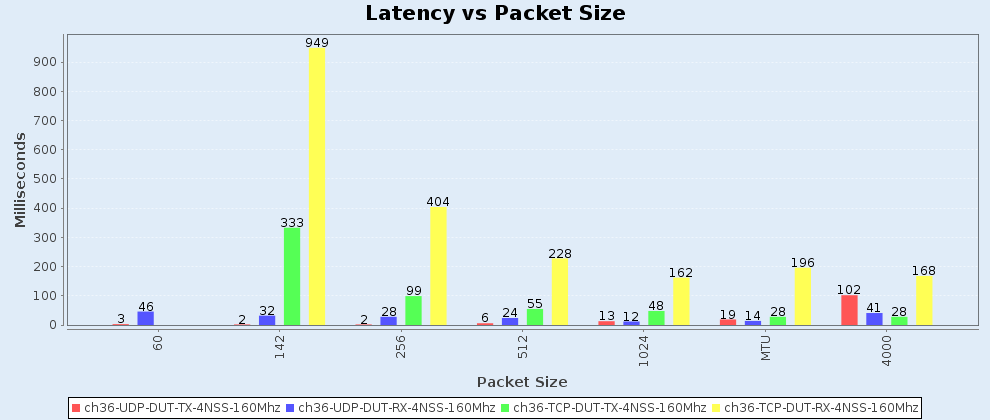 Latency vs Packet Size
Milliseconds
900
800
700
600
500
400
300
200
100
0
3 46
2 32 333 949
2 28 99 404
6 24 55 228
13 12 48 162
19 14 28 196
102 41 28 168
60 142 256 512 1024 MTU 4000
Packet Size
ch36-UDP-DUT-TX-4NSS-160Mhz ch36-UDP-DUT-RX-4NSS-160Mhz ch36-TCP-DUT-TX-4NSS-160Mhz ch36-TCP-DUT-RX-4NSS-160Mhz